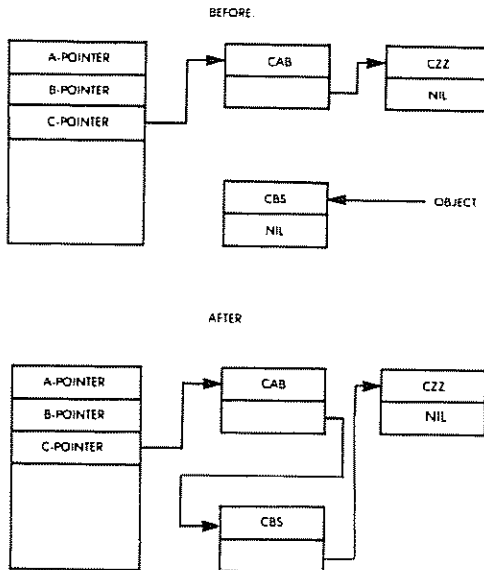 BEFORE.
A-POINTER
B-POINTER
C-POINTER
CAB
CZZ
NIL
CBS
NIL
OBJECT
AFTER
A-POINTER
B-POINTER
C-POINTER
CAB
CZZ
NIL
CBS